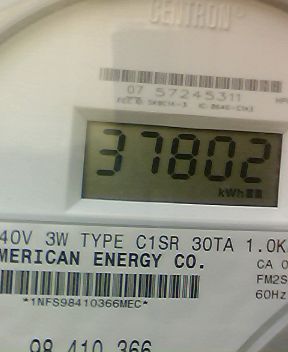 CENTRON®
07 57245311
37802
kWh
40V 3W TYPE C1SR 30TA 1.0K
MERICAN ENERGY CO.
CA 0
FM2S
*1NFS98410366MEC*
60Hz
98 410 366